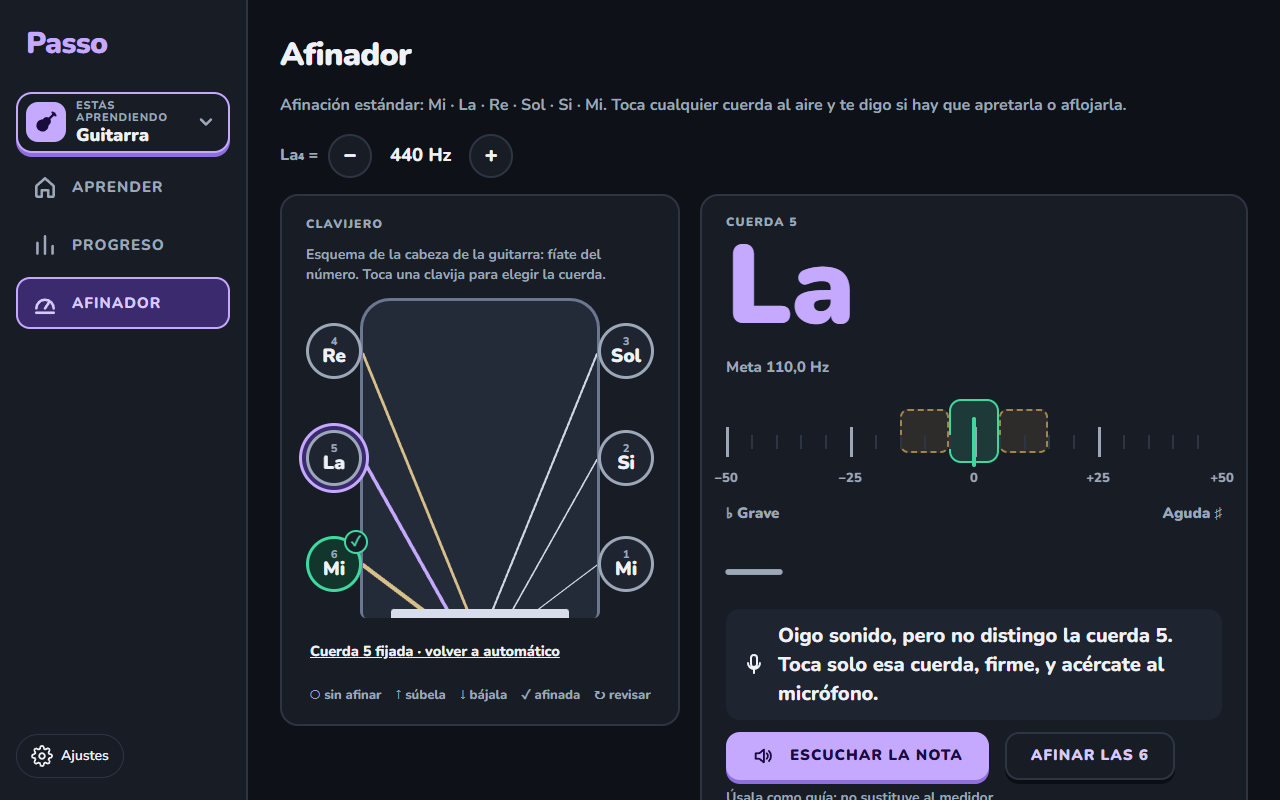 Passo
ESTÁS
APRENDIENDO
Guitarra
APRENDER
PROGRESO
AFINADOR
Ajustes
Afinador
Afinación estándar: Mi · La · Re · Sol · Si · Mi. Toca cualquier cuerda al aire y te digo si hay que apretarla o aflojarla.
La₄ =
−
440 Hz
+
CLAVIJERO
Esquema de la cabeza de la guitarra: fíate del
número. Toca una clavija para elegir la cuerda.
4
Re
3
Sol
5
La
2
Si
6
Mi
✓
1
Mi
Cuerda 5 fijada · volver a automático
○ sin afinar ↑ súbela ↓ bájala ✓ afinada ↻ revisar
CUERDA 5
La
Meta 110,0 Hz
−50 −25 0 +25 +50
♭ Grave
Aguda ♯
—
Oigo sonido, pero no distingo la cuerda 5.
Toca solo esa cuerda, firme, y acércate al
micrófono.
ESCUCHAR LA NOTA
AFINAR LAS 6
Úsala como guía: no sustituye al medidor